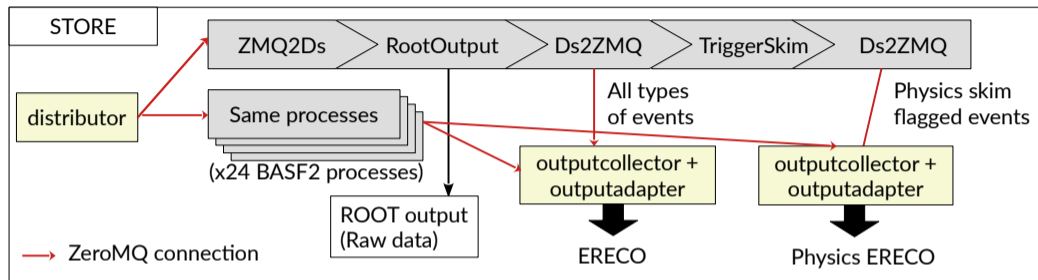 STORE
ZMQ2Ds
RootOutput
Ds2ZMQ
TriggerSkim
Ds2ZMQ
distributor
Same processes
(x24 BASF2 processes)
All types
of events
Physics skim
flagged events
outputcollector +
outputadapter
outputcollector +
outputadapter
ROOT output
(Raw data)
ZeroMQ connection
ERECO
Physics ERECO